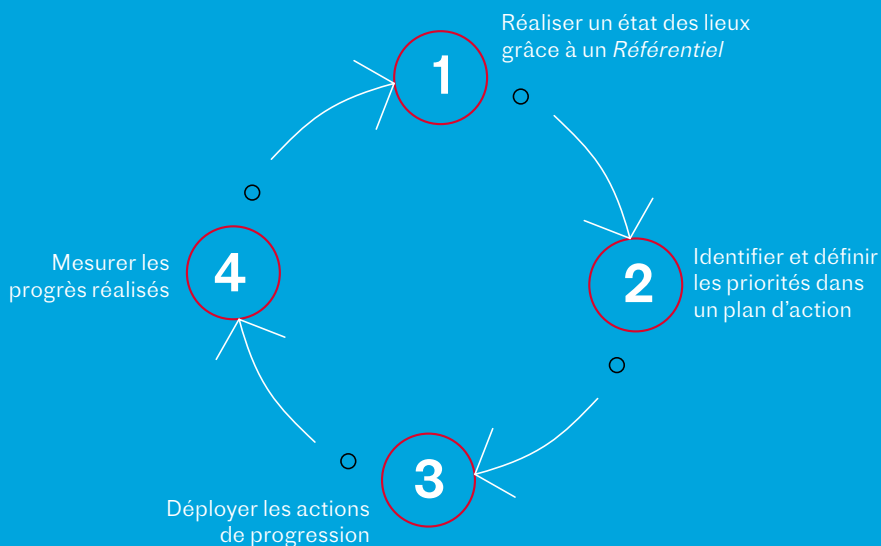 1
Réaliser un état des lieux
grâce à un Référentiel
2
Identifier et définir
les priorités dans
un plan d’action
3
Déployer les actions
de progression
4
Mesurer les
progrès réalisés